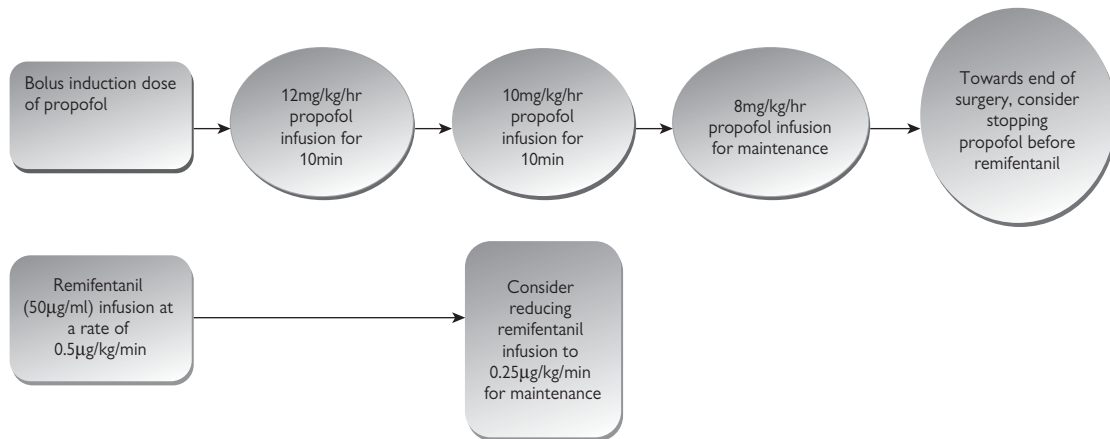 Bolus induction dose
of propofol
12mg/kg/hr
propofol
infusion for
10min
10mg/kg/hr
propofol
infusion for
10min
8mg/kg/hr
propofol infusion
for maintenance
Towards end of
surgery, consider
stopping
propofol before
remifentanil
Remifentanil
(50μg/ml) infusion at
a rate of
0.5μg/kg/min
Consider
reducing
remifentanil
infusion to
0.25μg/kg/min
for maintenance